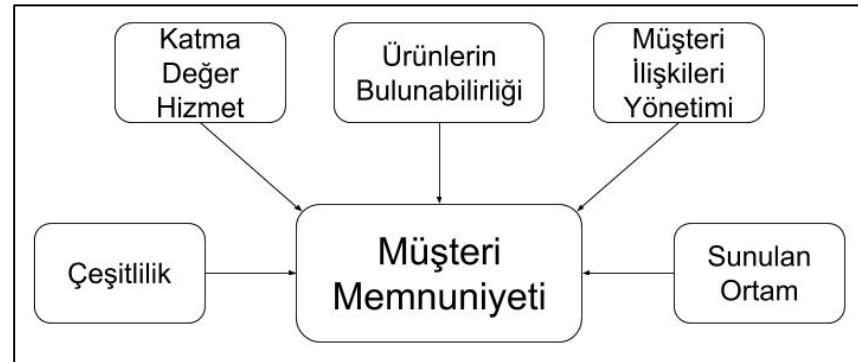 Katma
Değer
Hizmet
Ürünlerin
Bulunabilirliği
Müşteri
İlişkileri
Yönetimi
Çeşitlilik
Müşteri
Memnuniyeti
Sunulan
Ortam